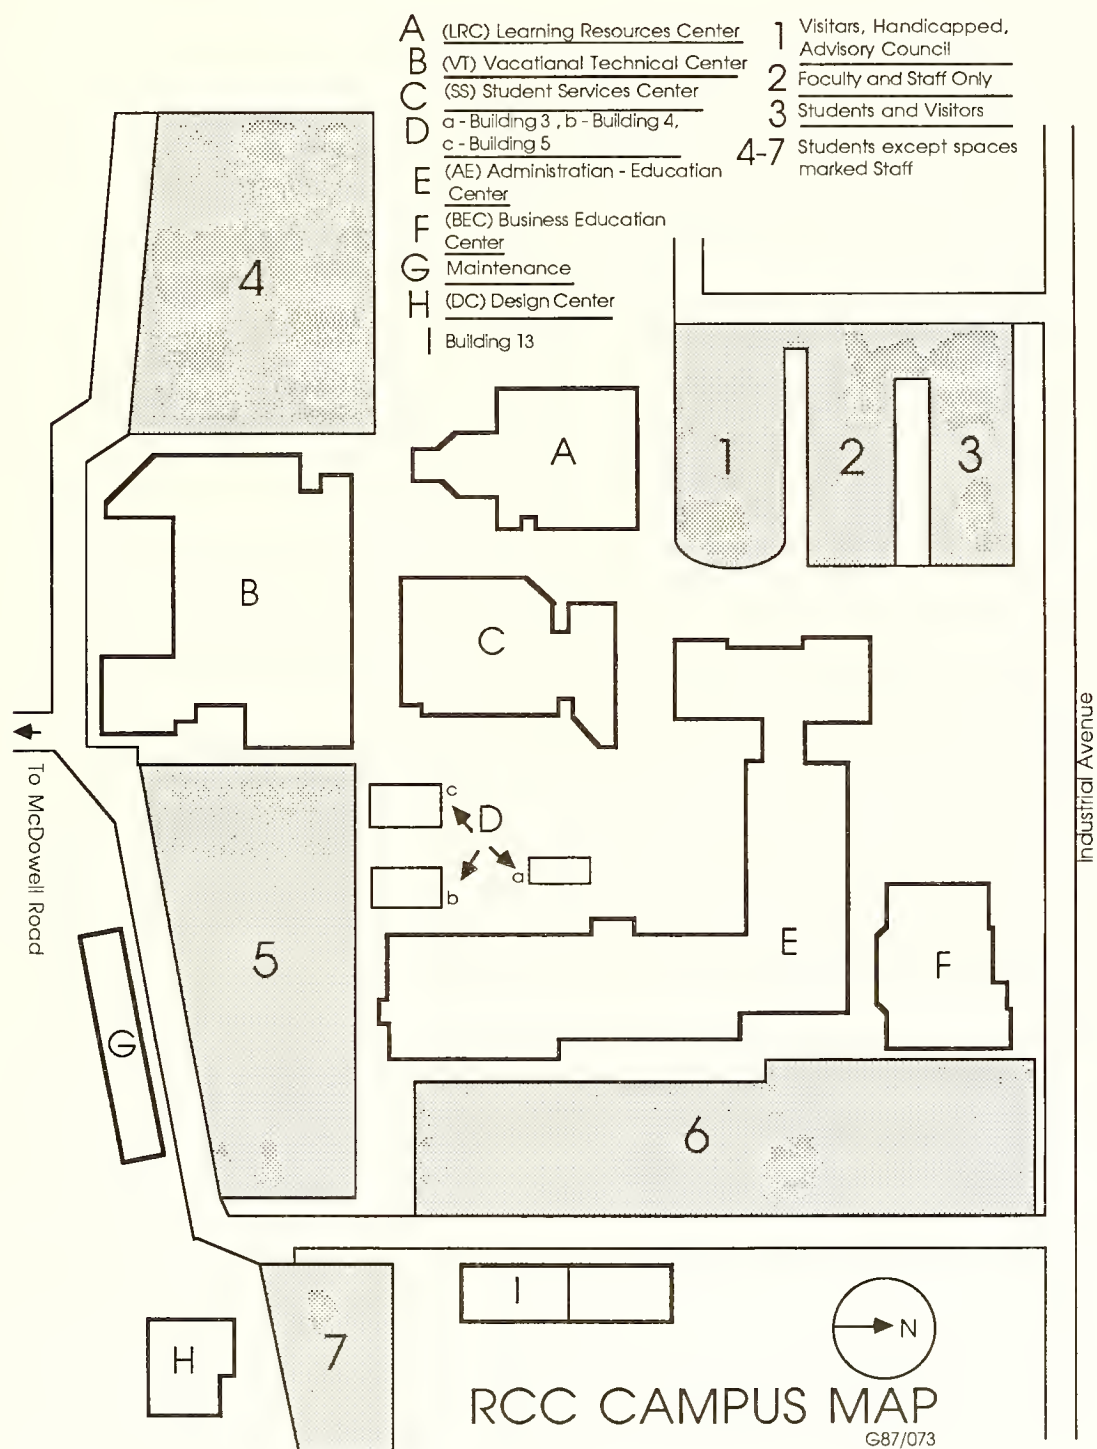 A (LRC) Learning Resources Center
B (VT) Vacational Technical Center
C (SS) Student Services Center
D a - Building 3 , b - Building 4,
c - Building 5
E (AE) Administration - Education
Center
F (BEC) Business Education
Center
G Maintenance
H (DC) Design Center
I Building 13
1 Visitars, Handicapped,
Advisory Council
2 Faculty and Staff Only
3 Students and Visitors
4-7 Students except spaces
marked Staff
4
A
1
2
3
B
C
Industrial Avenue
To McDowell Road
c
D
a
b
5
E
F
G
6
I
N
H
7
RCC CAMPUS MAP
G87/073